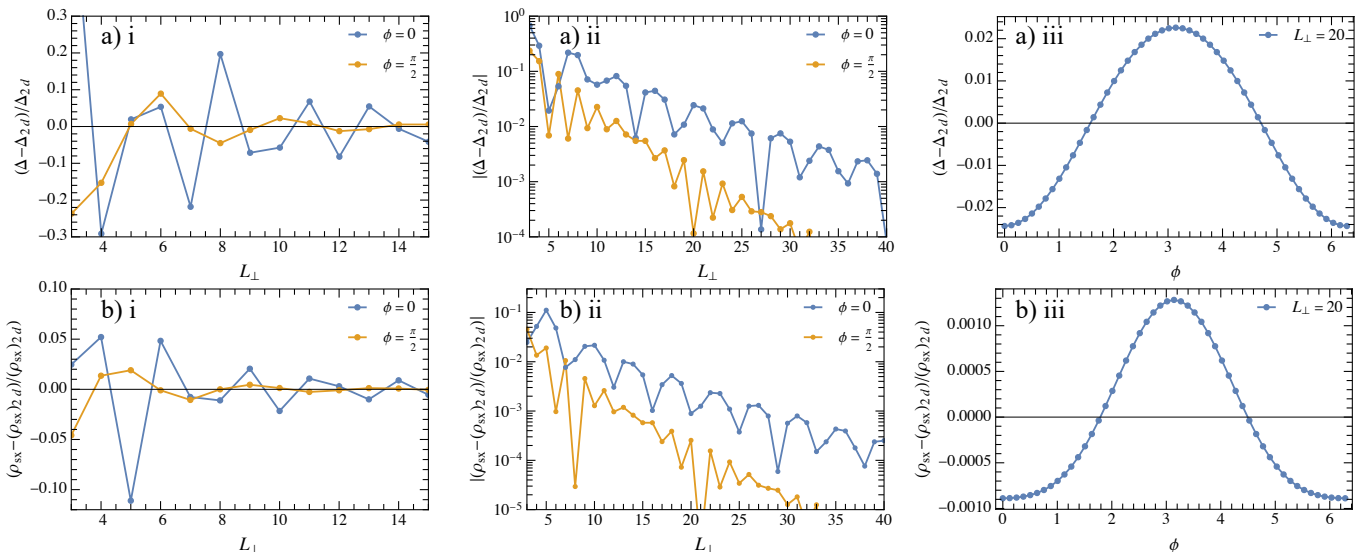 a) i
ϕ = 0
ϕ = π/2
(Δ−Δ2d)/Δ2d
0.3
0.2
0.1
0.0
−0.1
−0.2
−0.3
4 6 8 10 12 14
L⊥
a) ii
ϕ = 0
ϕ = π/2
|(Δ−Δ2d)/Δ2d|
10^0
10^−1
10^−2
10^−3
10^−4
5 10 15 20 25 30 35 40
L⊥
a) iii
L⊥ = 20
(Δ−Δ2d)/Δ2d
0.02
0.01
0.00
−0.01
−0.02
0 1 2 3 4 5 6
ϕ
b) i
ϕ = 0
ϕ = π/2
(ρsx−(ρsx)2d)/(ρsx)2d)
0.10
0.05
0.00
−0.05
−0.10
4 6 8 10 12 14
L⊥
b) ii
ϕ = 0
ϕ = π/2
|(ρsx−(ρsx)2d)/(ρsx)2d)|
10^−1
10^−2
10^−3
10^−4
10^−5
5 10 15 20 25 30 35 40
L⊥
b) iii
L⊥ = 20
(ρsx−(ρsx)2d)/(ρsx)2d)
0.0010
0.0005
0.0000
−0.0005
−0.0010
0 1 2 3 4 5 6
ϕ